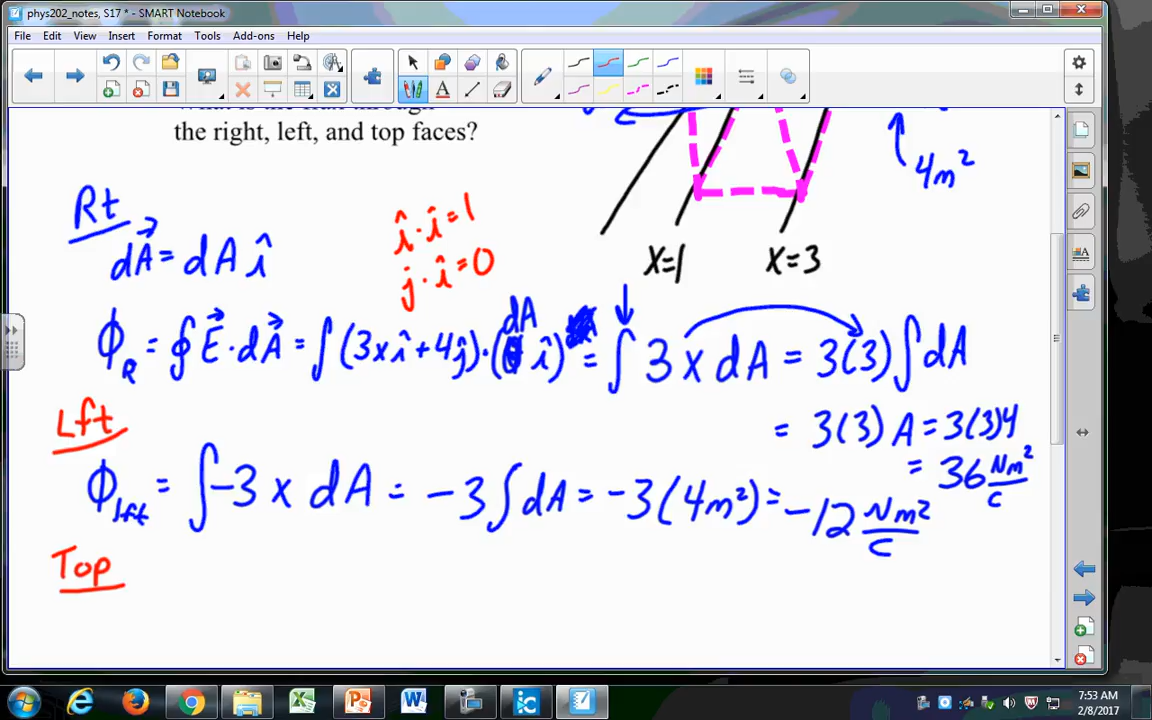 phys202_notes, S17 * - SMART Notebook
File Edit View Insert Format Tools Add-ons Help
the right, left, and top faces?
4m²
Rt
dA⃗ = dA î
î · î = 1
ĵ · î = 0
x=1 x=3
Φ_R = ∮ E⃗ · dA⃗ = ∫ (3xî + 4ĵ) · (dA î) = ∫ 3x dA = 3(3) ∫ dA
= 3(3) A = 3(3)4
= 36 Nm²/C
Lft
Φ_lft = ∫ -3 x dA = -3 ∫ dA = -3(4m²) = -12 Nm²/C
Top
7:53 AM
2/8/2017